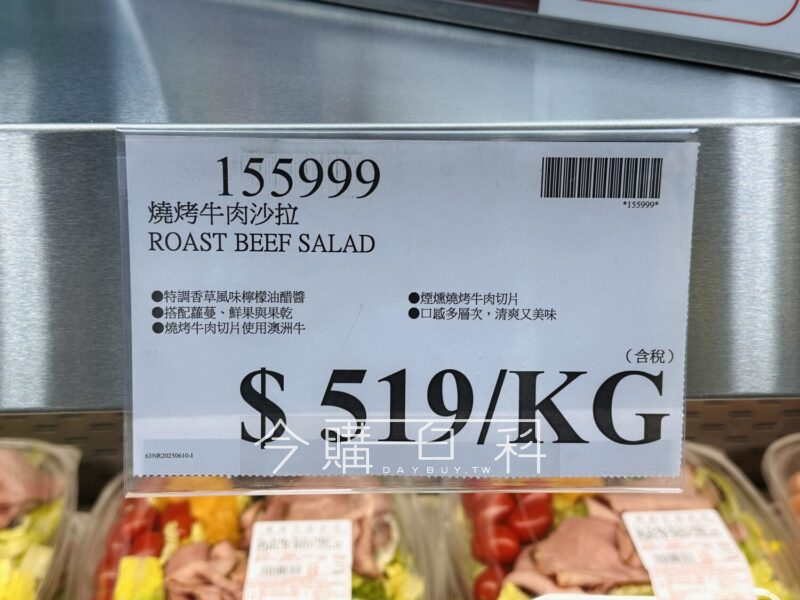 155999
*155999*
燒烤牛肉沙拉
ROAST BEEF SALAD
●特調香草風味檸檬油醋醬
●搭配蘿蔓、鮮果與果乾
●燒烤牛肉切片使用澳洲牛
●煙燻燒烤牛肉切片
●口感多層次,清爽又美味
(含稅)
$ 519/KG
63NR20250610-1
今購百科
DAYBUY.TW